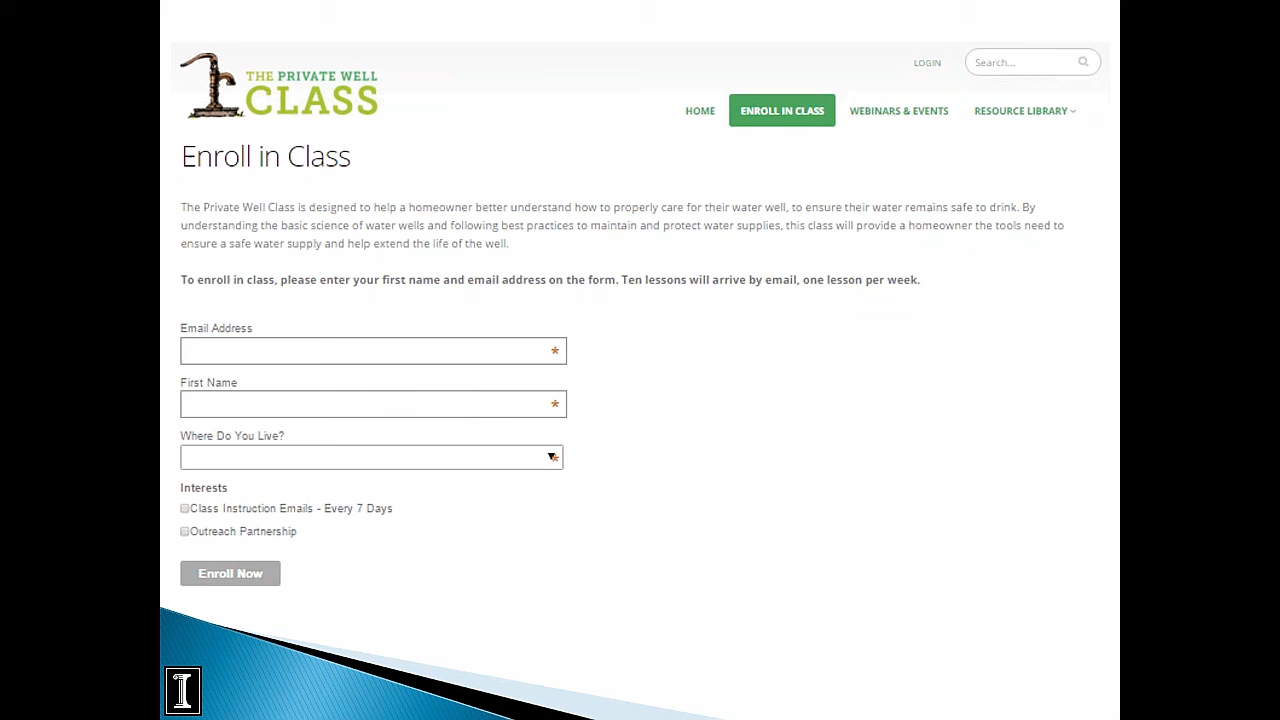 THE PRIVATE WELL
CLASS
LOGIN
Search...
HOME
ENROLL IN CLASS
WEBINARS & EVENTS
RESOURCE LIBRARY
Enroll in Class
The Private Well Class is designed to help a homeowner better understand how to properly care for their water well, to ensure their water remains safe to drink. By
understanding the basic science of water wells and following best practices to maintain and protect water supplies, this class will provide a homeowner the tools need to
ensure a safe water supply and help extend the life of the well.
To enroll in class, please enter your first name and email address on the form. Ten lessons will arrive by email, one lesson per week.
Email Address
*
First Name
*
Where Do You Live?
*
Interests
Class Instruction Emails - Every 7 Days
Outreach Partnership
Enroll Now
I